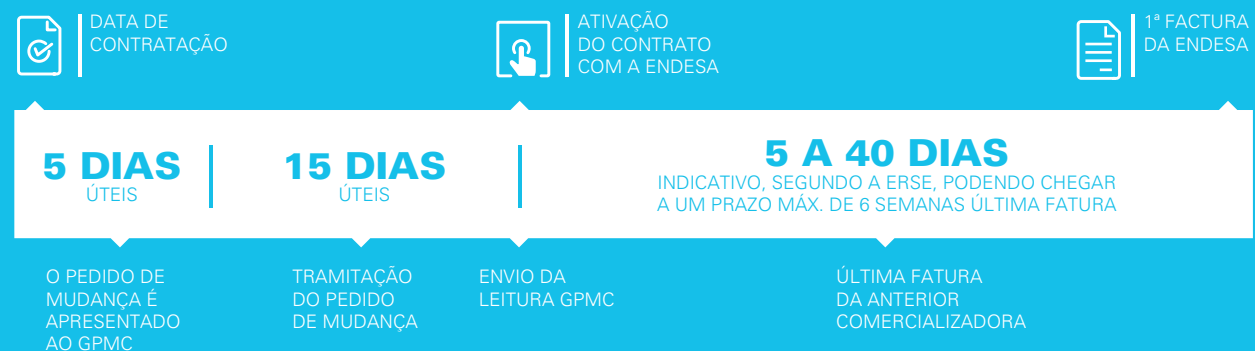 DATA DE
CONTRATAÇÃO
ATIVAÇÃO
DO CONTRATO
COM A ENDESA
1ª FACTURA
DA ENDESA
5 DIAS
ÚTEIS
15 DIAS
ÚTEIS
5 A 40 DIAS
INDICATIVO, SEGUNDO A ERSE, PODENDO CHEGAR
A UM PRAZO MÁX. DE 6 SEMANAS ÚLTIMA FATURA
O PEDIDO DE
MUDANÇA É
APRESENTADO
AO GPMC
TRAMITAÇÃO
DO PEDIDO
DE MUDANÇA
ENVIO DA
LEITURA GPMC
ÚLTIMA FATURA
DA ANTERIOR
COMERCIALIZADORA